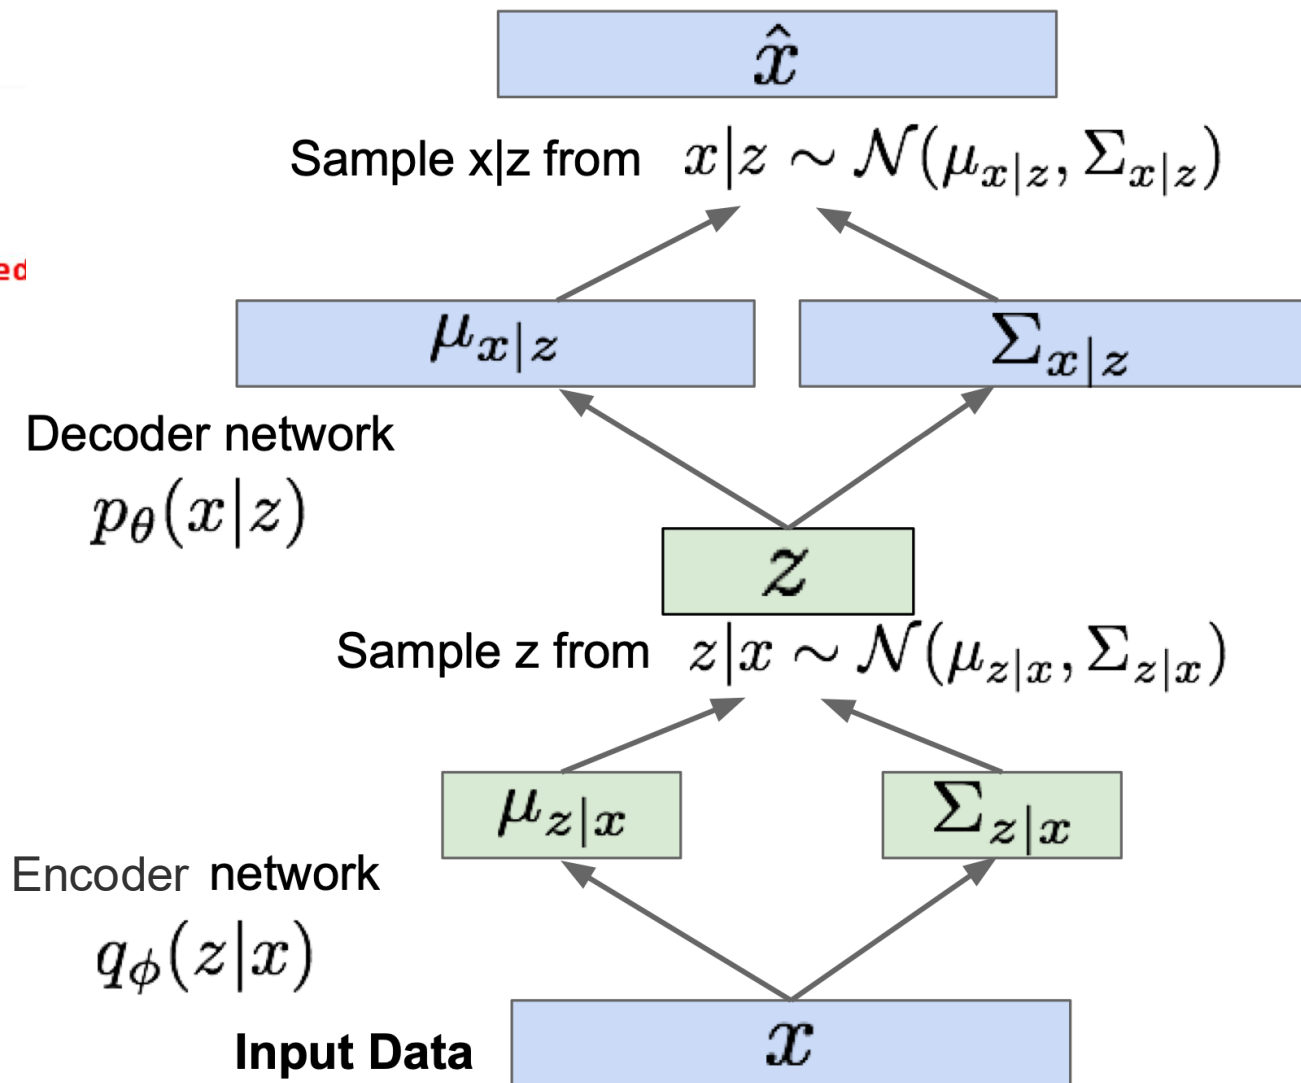 x̂
Sample x|z from x|z ∼ 𝒩(μ_{x|z}, Σ_{x|z})
ed
μ_{x|z} Σ_{x|z}
Decoder network
p_θ(x|z)
z
Sample z from z|x ∼ 𝒩(μ_{z|x}, Σ_{z|x})
μ_{z|x} Σ_{z|x}
Encoder network
q_ϕ(z|x)
Input Data x